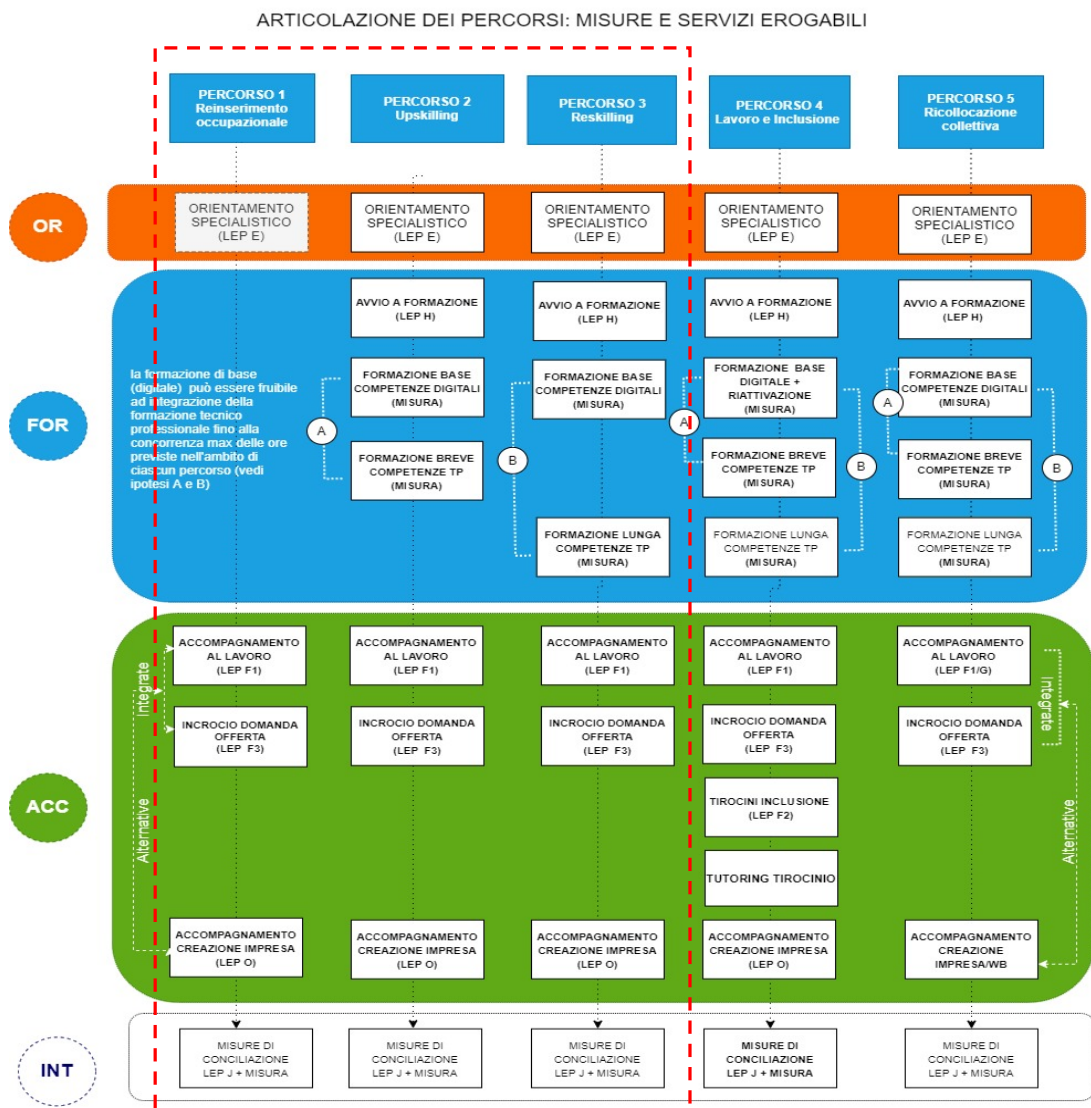 ARTICOLAZIONE DEI PERCORSI: MISURE E SERVIZI EROGABILI
PERCORSO 1
Reinserimento
occupazionale
PERCORSO 2
Upskilling
PERCORSO 3
Reskilling
PERCORSO 4
Lavoro e Inclusione
PERCORSO 5
Ricollocazione
collettiva
OR
ORIENTAMENTO
SPECIALISTICO
(LEP E)
ORIENTAMENTO
SPECIALISTICO
(LEP E)
ORIENTAMENTO
SPECIALISTICO
(LEP E)
ORIENTAMENTO
SPECIALISTICO
(LEP E)
ORIENTAMENTO
SPECIALISTICO
(LEP E)
FOR
la formazione di base
(digitale) può essere fruibile
ad integrazione della
formazione tecnico
professionale fino alla
concorrenza max delle ore
previste nell'ambito di
ciascun percorso (vedi
ipotesi A e B)
AVVIO A FORMAZIONE
(LEP H)
AVVIO A FORMAZIONE
(LEP H)
AVVIO A FORMAZIONE
(LEP H)
AVVIO A FORMAZIONE
(LEP H)
FORMAZIONE BASE
COMPETENZE DIGITALI
(MISURA)
FORMAZIONE BASE
COMPETENZE DIGITALI
(MISURA)
FORMAZIONE BASE
DIGITALE +
RIATTIVAZIONE
(MISURA)
FORMAZIONE BASE
COMPETENZE DIGITALI
(MISURA)
A
B
A
B
A
B
FORMAZIONE BREVE
COMPETENZE TP
(MISURA)
FORMAZIONE BREVE
COMPETENZE TP
(MISURA)
FORMAZIONE BREVE
COMPETENZE TP
(MISURA)
FORMAZIONE LUNGA
COMPETENZE TP
(MISURA)
FORMAZIONE LUNGA
COMPETENZE TP
(MISURA)
FORMAZIONE LUNGA
COMPETENZE TP
(MISURA)
ACC
Integrate
Alternative
ACCOMPAGNAMENTO
AL LAVORO
(LEP F1)
ACCOMPAGNAMENTO
AL LAVORO
(LEP F1)
ACCOMPAGNAMENTO
AL LAVORO
(LEP F1)
ACCOMPAGNAMENTO
AL LAVORO
(LEP F1)
ACCOMPAGNAMENTO
AL LAVORO
(LEP F1/G)
INCROCIO DOMANDA
OFFERTA
(LEP F3)
INCROCIO DOMANDA
OFFERTA
(LEP F3)
INCROCIO DOMANDA
OFFERTA
(LEP F3)
INCROCIO DOMANDA
OFFERTA
(LEP F3)
INCROCIO DOMANDA
OFFERTA
(LEP F3)
Integrate
Alternative
TIROCINI INCLUSIONE
(LEP F2)
TUTORING TIROCINIO
ACCOMPAGNAMENTO
CREAZIONE IMPRESA
(LEP O)
ACCOMPAGNAMENTO
CREAZIONE IMPRESA
(LEP O)
ACCOMPAGNAMENTO
CREAZIONE IMPRESA
(LEP O)
ACCOMPAGNAMENTO
CREAZIONE IMPRESA
(LEP O)
ACCOMPAGNAMENTO
CREAZIONE
IMPRESA/WB
INT
MISURE DI
CONCILIAZIONE
LEP J + MISURA
MISURE DI
CONCILIAZIONE
LEP J + MISURA
MISURE DI
CONCILIAZIONE
LEP J + MISURA
MISURE DI
CONCILIAZIONE
LEP J + MISURA
MISURE DI
CONCILIAZIONE
LEP J + MISURA